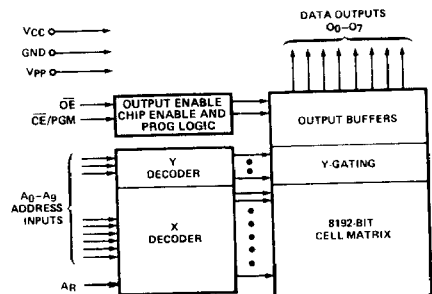 DATA OUTPUTS
O0–O7
VCC
GND
VPP
OE
CE/PGM
OUTPUT ENABLE
CHIP ENABLE AND
PROG LOGIC
OUTPUT BUFFERS
A0–A9
ADDRESS
INPUTS
Y
DECODER
Y-GATING
X
DECODER
8192-BIT
CELL MATRIX
AR